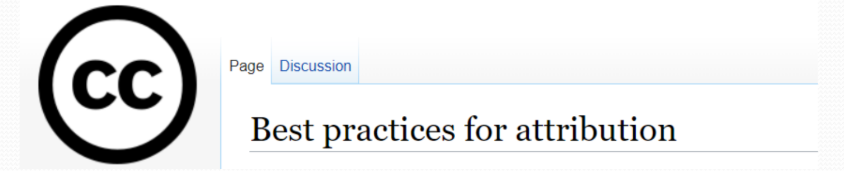 CC
Page Discussion
Best practices for attribution